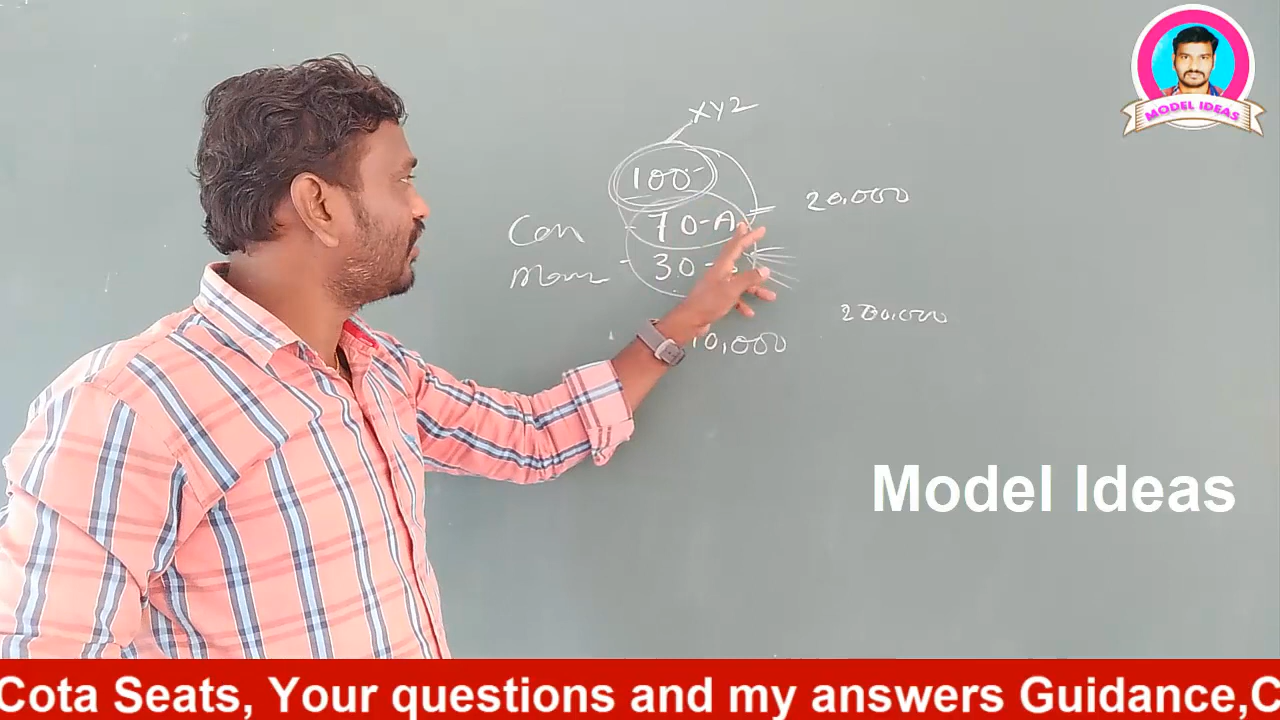 MODEL IDEAS
XYZ
100-
Con - 70-A
20,000
30-
200,000
10,000
Model Ideas
Cota Seats, Your questions and my answers Guidance,C